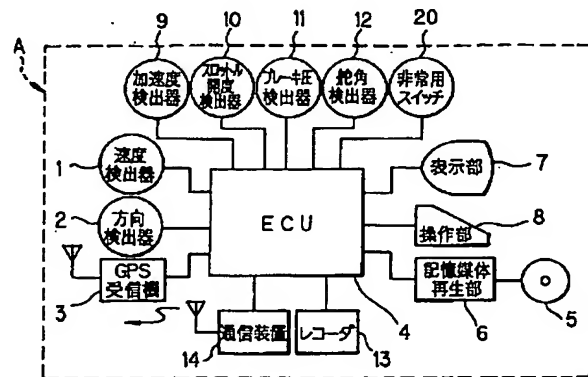 9
10
11
12
20
A
加速度
検出器
スロットル
開度
検出器
ブレーキ圧
検出器
舵角
検出器
非常用
スイッチ
1
速度
検出器
2
方向
検出器
3
GPS
受信機
ECU
4
表示部
7
操作部
8
記憶媒体
再生部
6
5
通信装置
14
レコーダ
13